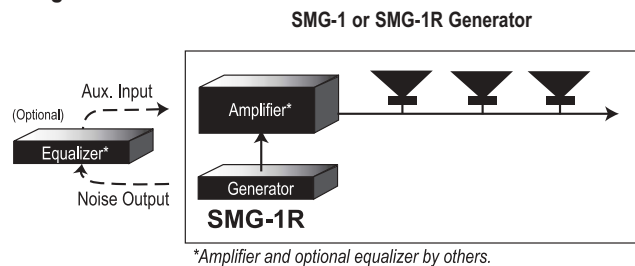 SMG-1 or SMG-1R Generator
Aux. Input
(Optional)
Equalizer*
Noise Output
Amplifier*
Generator
SMG-1R
*Amplifier and optional equalizer by others.